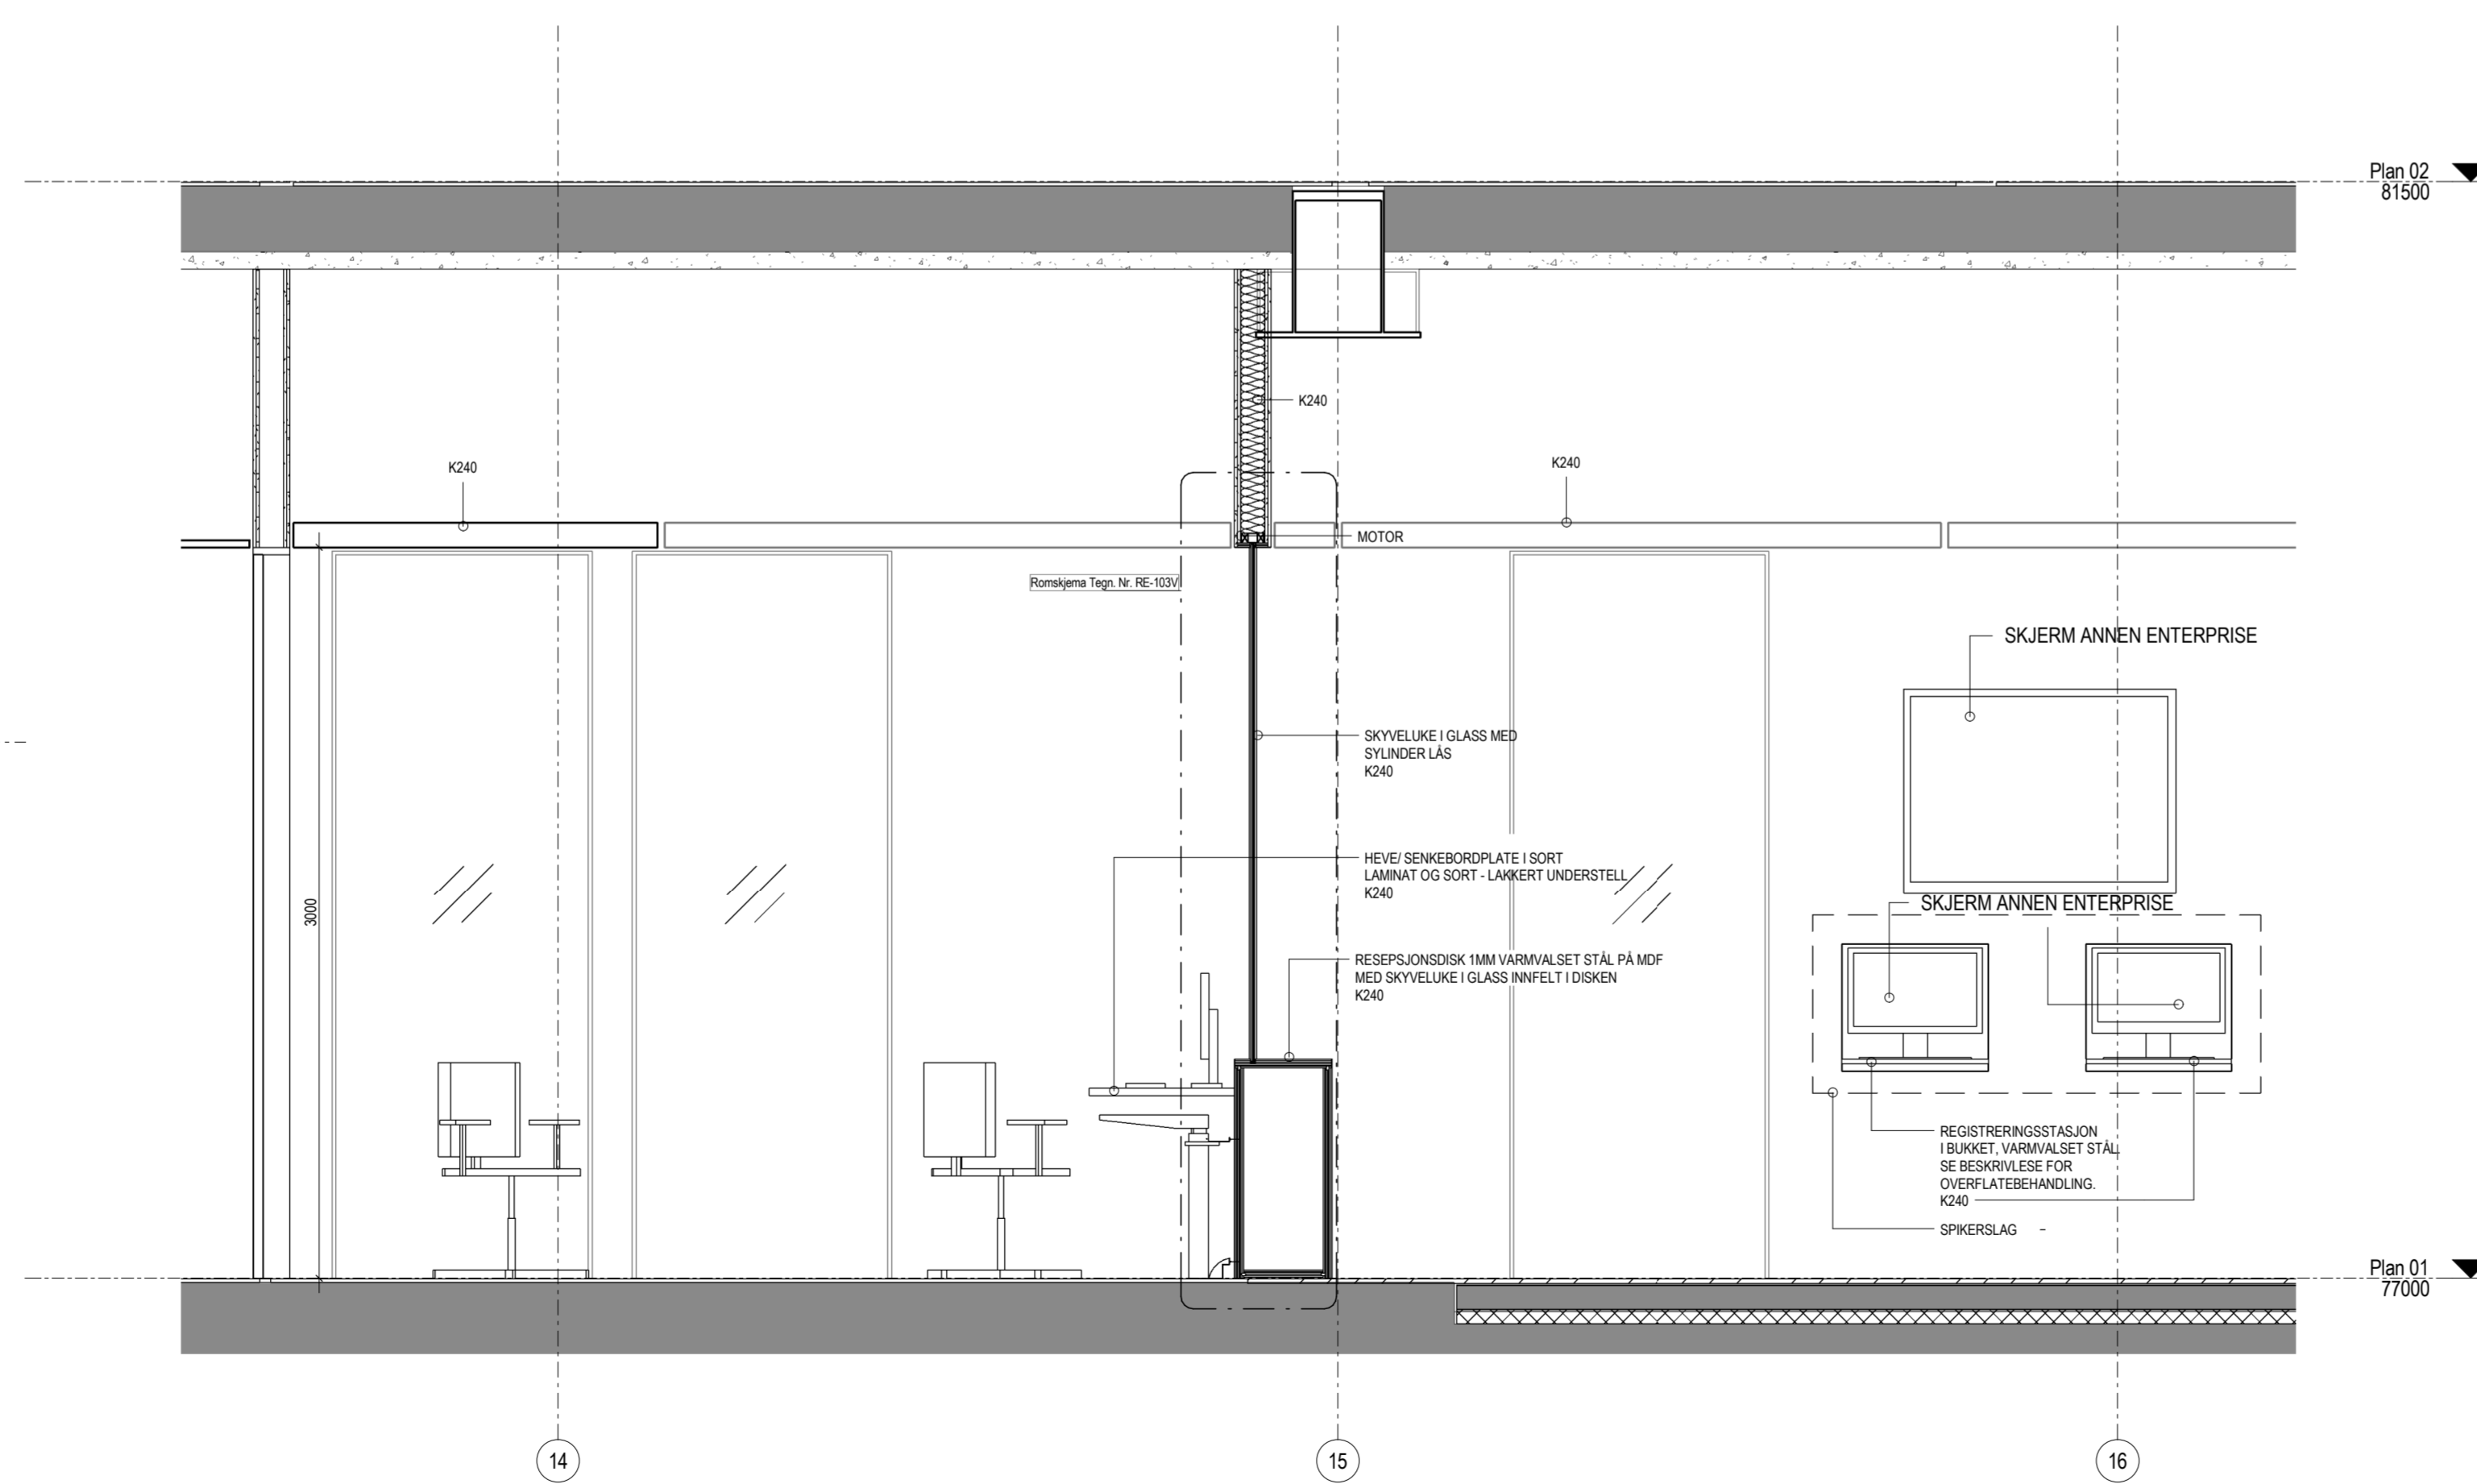 Plan 02
81500
K240
K240
K240
MOTOR
Romskjema Tegn. Nr. RE-103V
SKJERM ANNEN ENTERPRISE
SKYVELUKE I GLASS MED
SYLINDER LÅS
K240
HEVE/ SENKEBORDPLATE I SORT
LAMINAT OG SORT - LAKKERT UNDERSTELL
K240
3000
SKJERM ANNEN ENTERPRISE
RESEPSJONSDISK 1MM VARMVALSET STÅL PÅ MDF
MED SKYVELUKE I GLASS INNFELT I DISKEN
K240
REGISTRERINGSSTASJON
I BUKKET, VARMVALSET STÅL.
SE BESKRIVLESE FOR
OVERFLATEBEHANDLING.
K240
SPIKERSLAG -
Plan 01
77000
14
15
16